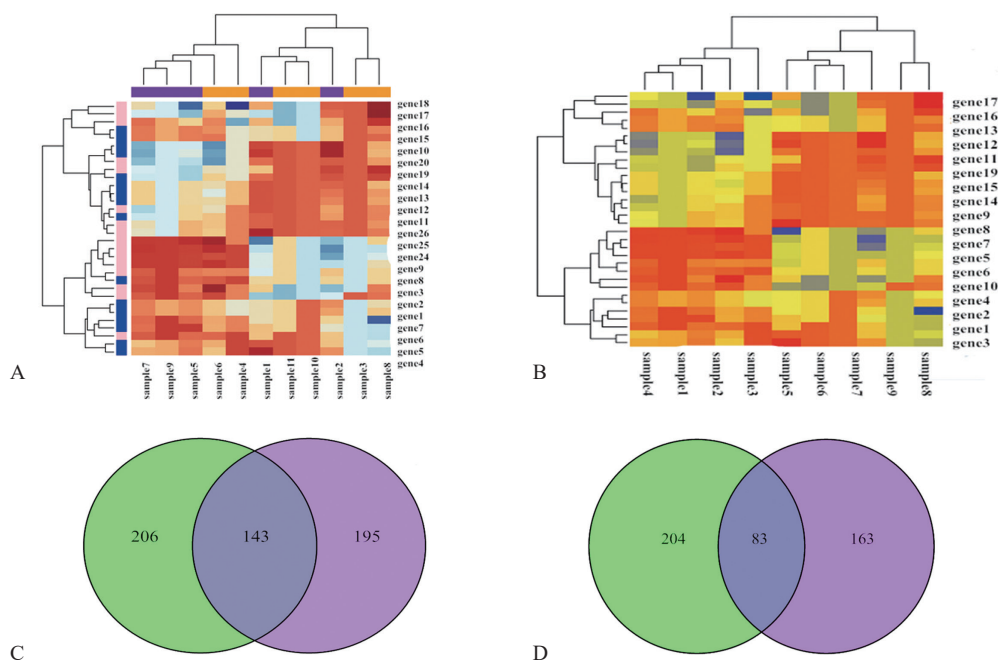 gene18
gene17
gene16
gene15
gene10
gene20
gene19
gene14
gene13
gene12
gene11
gene26
gene25
gene24
gene9
gene8
gene3
gene2
gene1
gene7
gene6
gene5
gene4
sample7
sample9
sample5
sample6
sample4
sample1
sample11
sample10
sample2
sample3
sample8
A
gene17
gene16
gene13
gene12
gene11
gene19
gene15
gene14
gene9
gene8
gene7
gene5
gene6
gene10
gene4
gene2
gene1
gene3
sample4
sample1
sample2
sample3
sample5
sample6
sample7
sample9
sample8
B
206
143
195
C
204
83
163
D